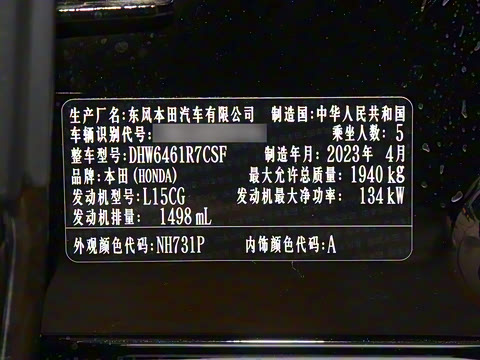 生产厂名:东风本田汽车有限公司 制造国:中华人民共和国
车辆识别代号: 乘坐人数: 5
整车型号:DHW6461R7CSF 制造年月: 2023年 4月
品牌:本田(HONDA) 最大允许总质量: 1940 kg
发动机型号:L15CG 发动机最大净功率: 134 kW
发动机排量: 1498 mL
外观颜色代码:NH731P 内饰颜色代码:A